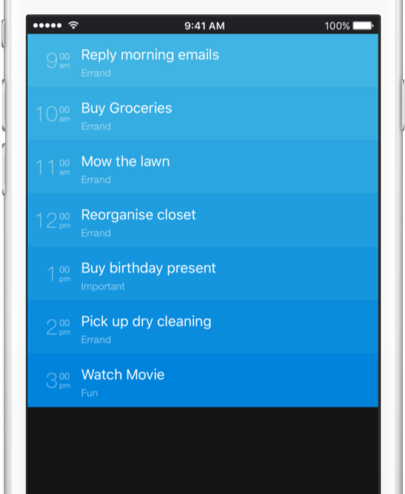 9:41 AM 100%
9 00 am Reply morning emails
Errand
10 00 am Buy Groceries
Errand
11 00 am Mow the lawn
Errand
12 00 pm Reorganise closet
Errand
1 00 pm Buy birthday present
Important
2 00 pm Pick up dry cleaning
Errand
3 00 pm Watch Movie
Fun